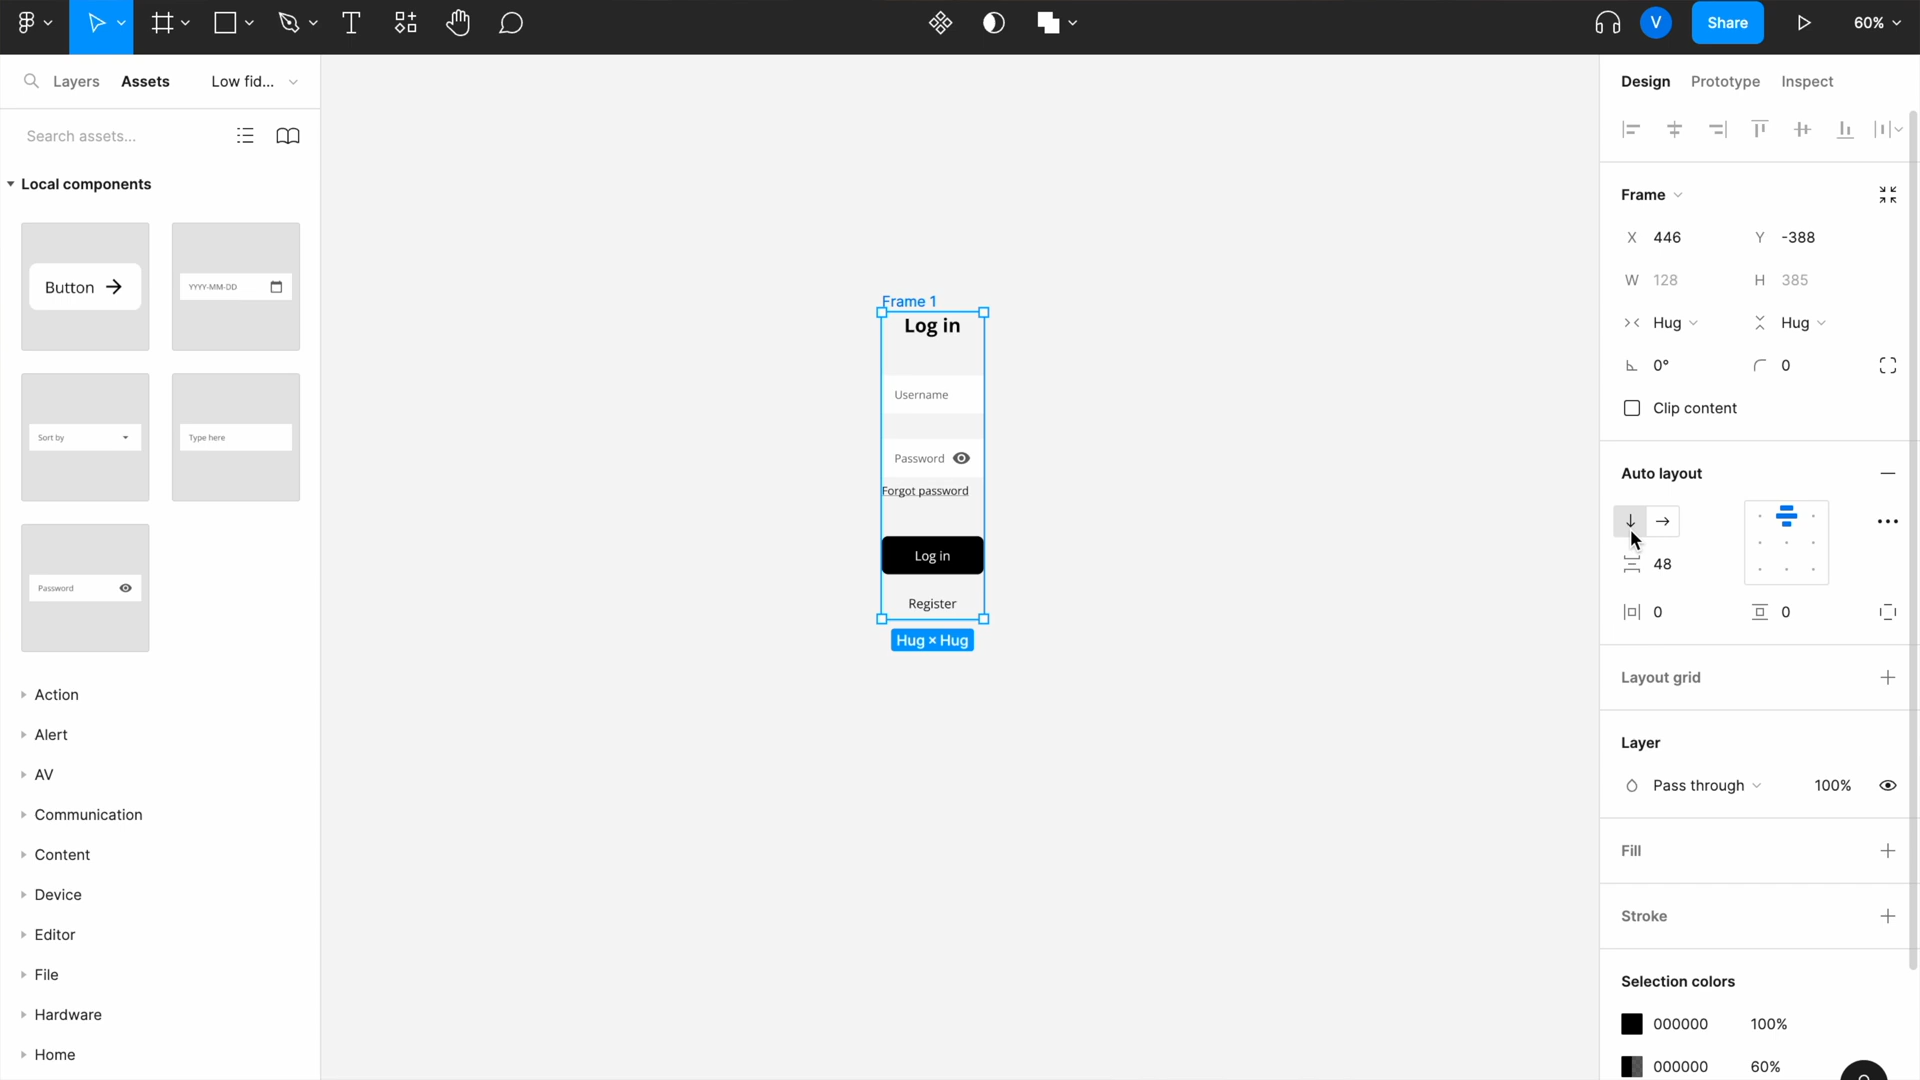 V
Share
60%
Layers
Assets
Low fid...
Search assets...
Local components
Button
YYYY-MM-DD
Sort by
Type here
Password
Action
Alert
AV
Communication
Content
Device
Editor
File
Hardware
Home
Frame 1
Log in
Username
Password
Forgot password
Log in
Register
Hug × Hug
Design
Prototype
Inspect
Frame
X 446
Y -388
W 128
H 385
Hug
Hug
0°
0
Clip content
Auto layout
48
0
0
Layout grid
Layer
Pass through
100%
Fill
Stroke
Selection colors
000000 100%
000000 60%